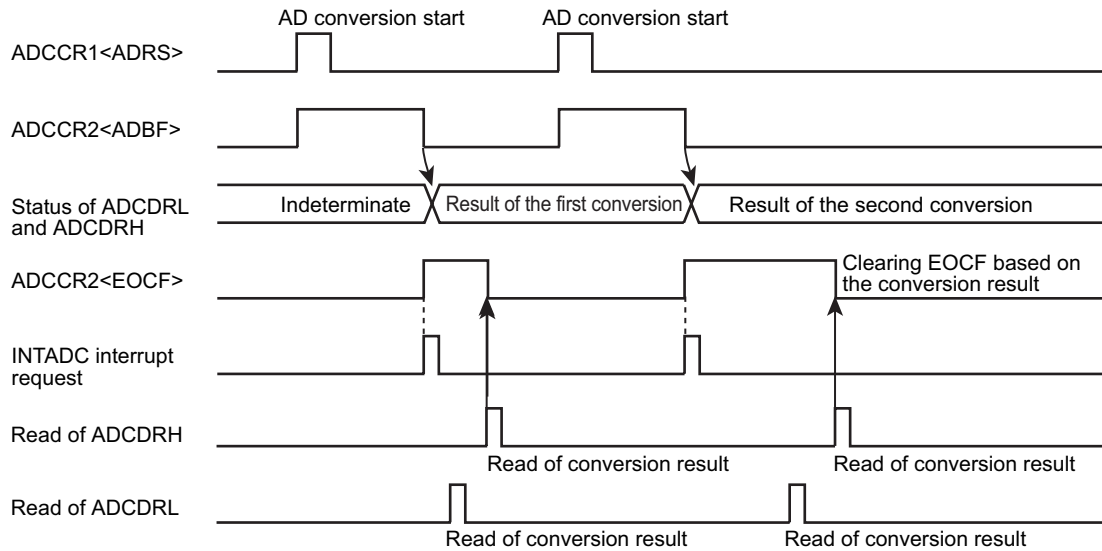 AD conversion start AD conversion start
ADCCR1<ADRS>
ADCCR2<ADBF>
Status of ADCDRL
and ADCDRH
Indeterminate Result of the first conversion Result of the second conversion
ADCCR2<EOCF>
Clearing EOCF based on
the conversion result
INTADC interrupt
request
Read of ADCDRH
Read of conversion result Read of conversion result
Read of ADCDRL
Read of conversion result Read of conversion result